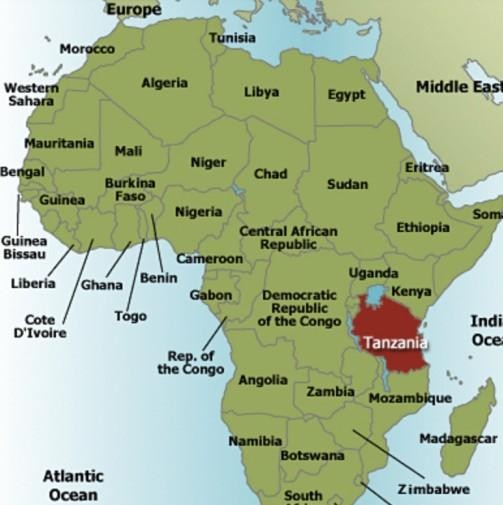 Europe
Tunisia
Morocco
Algeria
Libya
Egypt
Middle East
Western
Sahara
Mauritania
Mali
Niger
Chad
Sudan
Eritrea
Bengal
Guinea
Burkina
Faso
Nigeria
Ethiopia
Guinea
Bissau
Central African
Republic
Cameroon
Liberia
Ghana
Benin
Togo
Cote
D'Ivoire
Gabon
Uganda
Kenya
Democratic
Republic
of the Congo
Tanzania
Rep. of
the Congo
Angolia
Zambia
Mozambique
Namibia
Botswana
Madagascar
Zimbabwe
Atlantic
Ocean
South